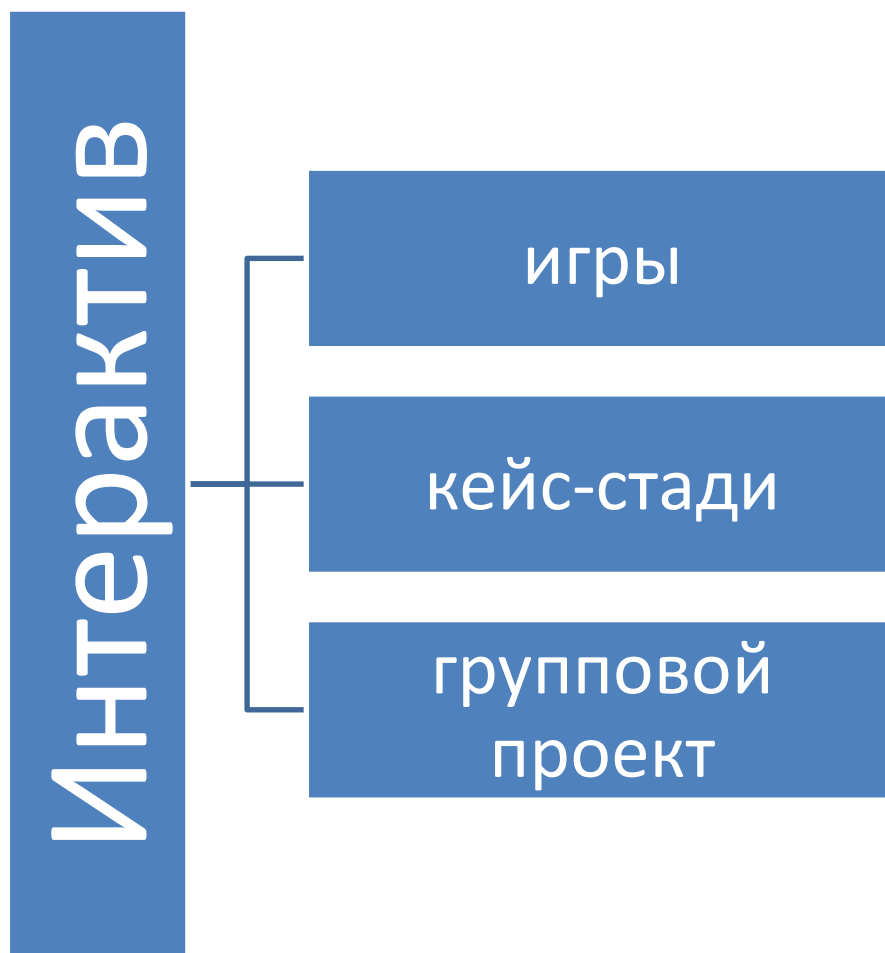 Интерактив
игры
кейс-стади
групповой
проект